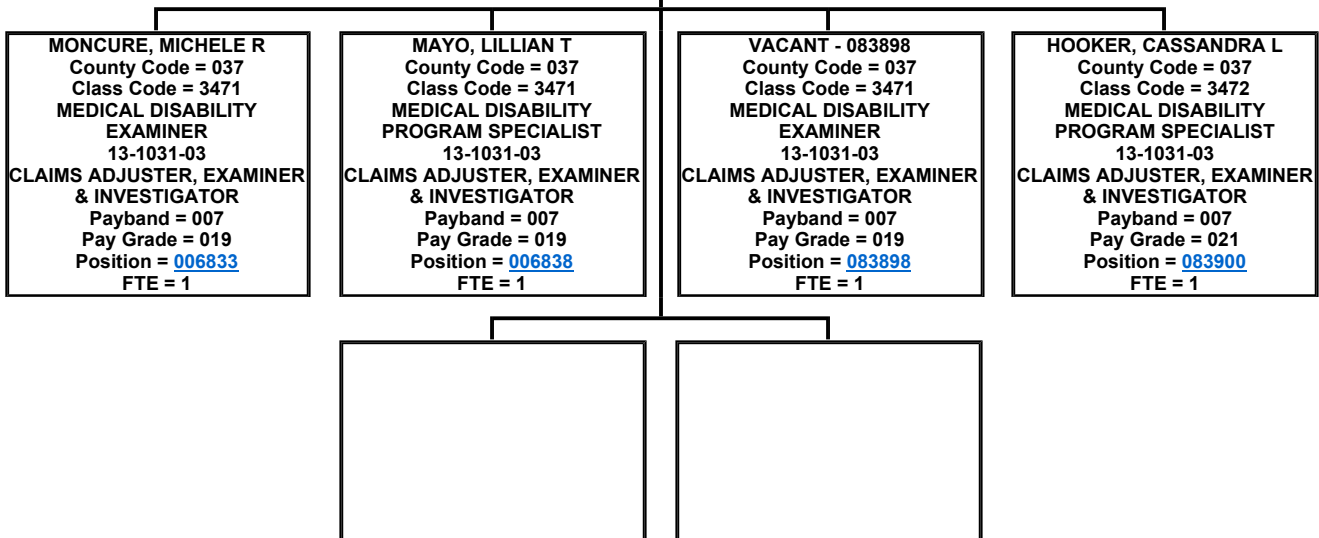 MONCURE, MICHELE R
County Code = 037
Class Code = 3471
MEDICAL DISABILITY
EXAMINER
13-1031-03
CLAIMS ADJUSTER, EXAMINER
& INVESTIGATOR
Payband = 007
Pay Grade = 019
Position = 006833
FTE = 1
MAYO, LILLIAN T
County Code = 037
Class Code = 3471
MEDICAL DISABILITY
PROGRAM SPECIALIST
13-1031-03
CLAIMS ADJUSTER, EXAMINER
& INVESTIGATOR
Payband = 007
Pay Grade = 019
Position = 006838
FTE = 1
VACANT - 083898
County Code = 037
Class Code = 3471
MEDICAL DISABILITY
EXAMINER
13-1031-03
CLAIMS ADJUSTER, EXAMINER
& INVESTIGATOR
Payband = 007
Pay Grade = 019
Position = 083898
FTE = 1
HOOKER, CASSANDRA L
County Code = 037
Class Code = 3472
MEDICAL DISABILITY
PROGRAM SPECIALIST
13-1031-03
CLAIMS ADJUSTER, EXAMINER
& INVESTIGATOR
Payband = 007
Pay Grade = 021
Position = 083900
FTE = 1